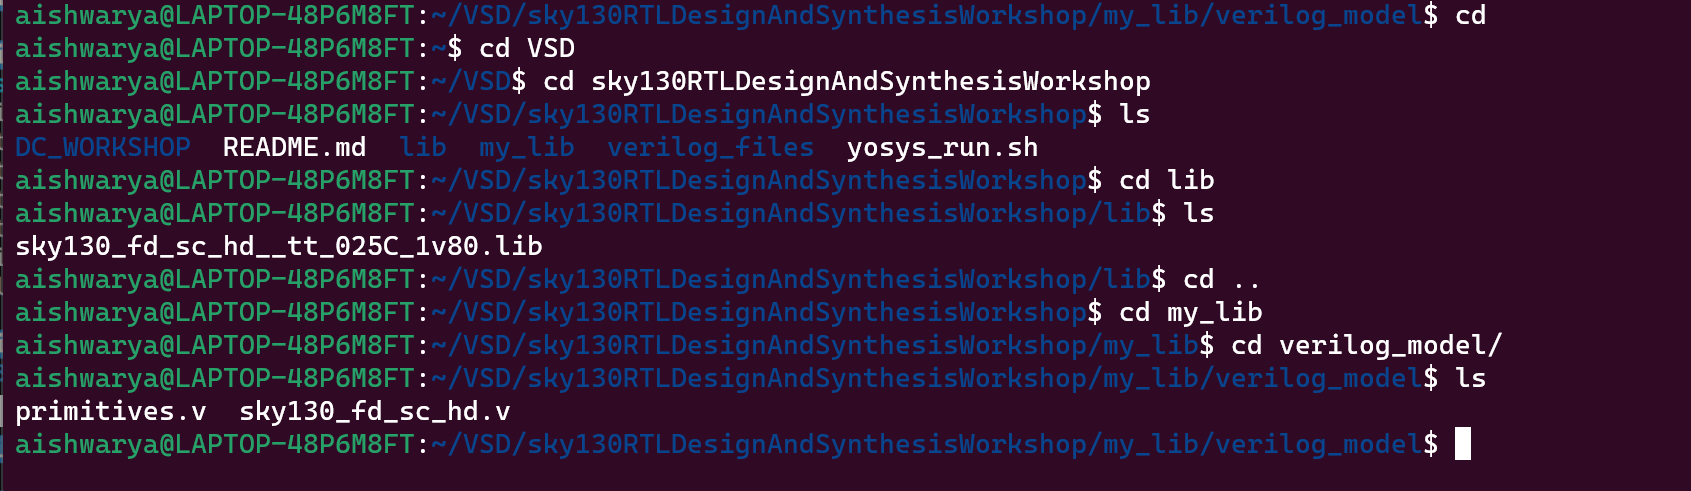 aishwarya@LAPTOP-48P6M8FT:~/VSD/sky130RTLDesignAndSynthesisWorkshop/my_lib/verilog_model$ cd
aishwarya@LAPTOP-48P6M8FT:~$ cd VSD
aishwarya@LAPTOP-48P6M8FT:~/VSD$ cd sky130RTLDesignAndSynthesisWorkshop
aishwarya@LAPTOP-48P6M8FT:~/VSD/sky130RTLDesignAndSynthesisWorkshop$ ls
DC_WORKSHOP  README.md  lib  my_lib  verilog_files  yosys_run.sh
aishwarya@LAPTOP-48P6M8FT:~/VSD/sky130RTLDesignAndSynthesisWorkshop$ cd lib
aishwarya@LAPTOP-48P6M8FT:~/VSD/sky130RTLDesignAndSynthesisWorkshop/lib$ ls
sky130_fd_sc_hd__tt_025C_1v80.lib
aishwarya@LAPTOP-48P6M8FT:~/VSD/sky130RTLDesignAndSynthesisWorkshop/lib$ cd ..
aishwarya@LAPTOP-48P6M8FT:~/VSD/sky130RTLDesignAndSynthesisWorkshop$ cd my_lib
aishwarya@LAPTOP-48P6M8FT:~/VSD/sky130RTLDesignAndSynthesisWorkshop/my_lib$ cd verilog_model/
aishwarya@LAPTOP-48P6M8FT:~/VSD/sky130RTLDesignAndSynthesisWorkshop/my_lib/verilog_model$ ls
primitives.v  sky130_fd_sc_hd.v
aishwarya@LAPTOP-48P6M8FT:~/VSD/sky130RTLDesignAndSynthesisWorkshop/my_lib/verilog_model$